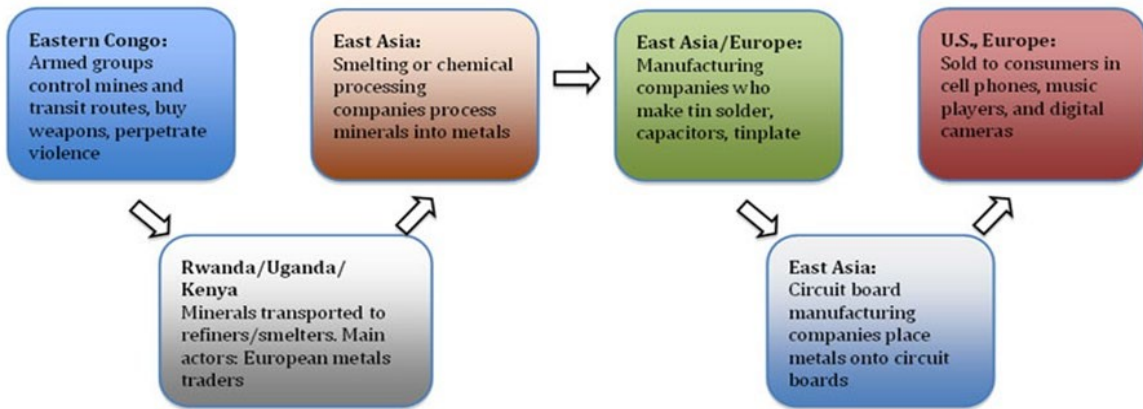 Eastern Congo:
Armed groups
control mines and
transit routes, buy
weapons, perpetrate
violence
Rwanda/Uganda/
Kenya
Minerals transported to
refiners/smelters. Main
actors: European metals
traders
East Asia:
Smelting or chemical
processing
companies process
minerals into metals
East Asia/Europe:
Manufacturing
companies who
make tin solder,
capacitors, tinplate
East Asia:
Circuit board
manufacturing
companies place
metals onto circuit
boards
U.S., Europe:
Sold to consumers in
cell phones, music
players, and digital
cameras